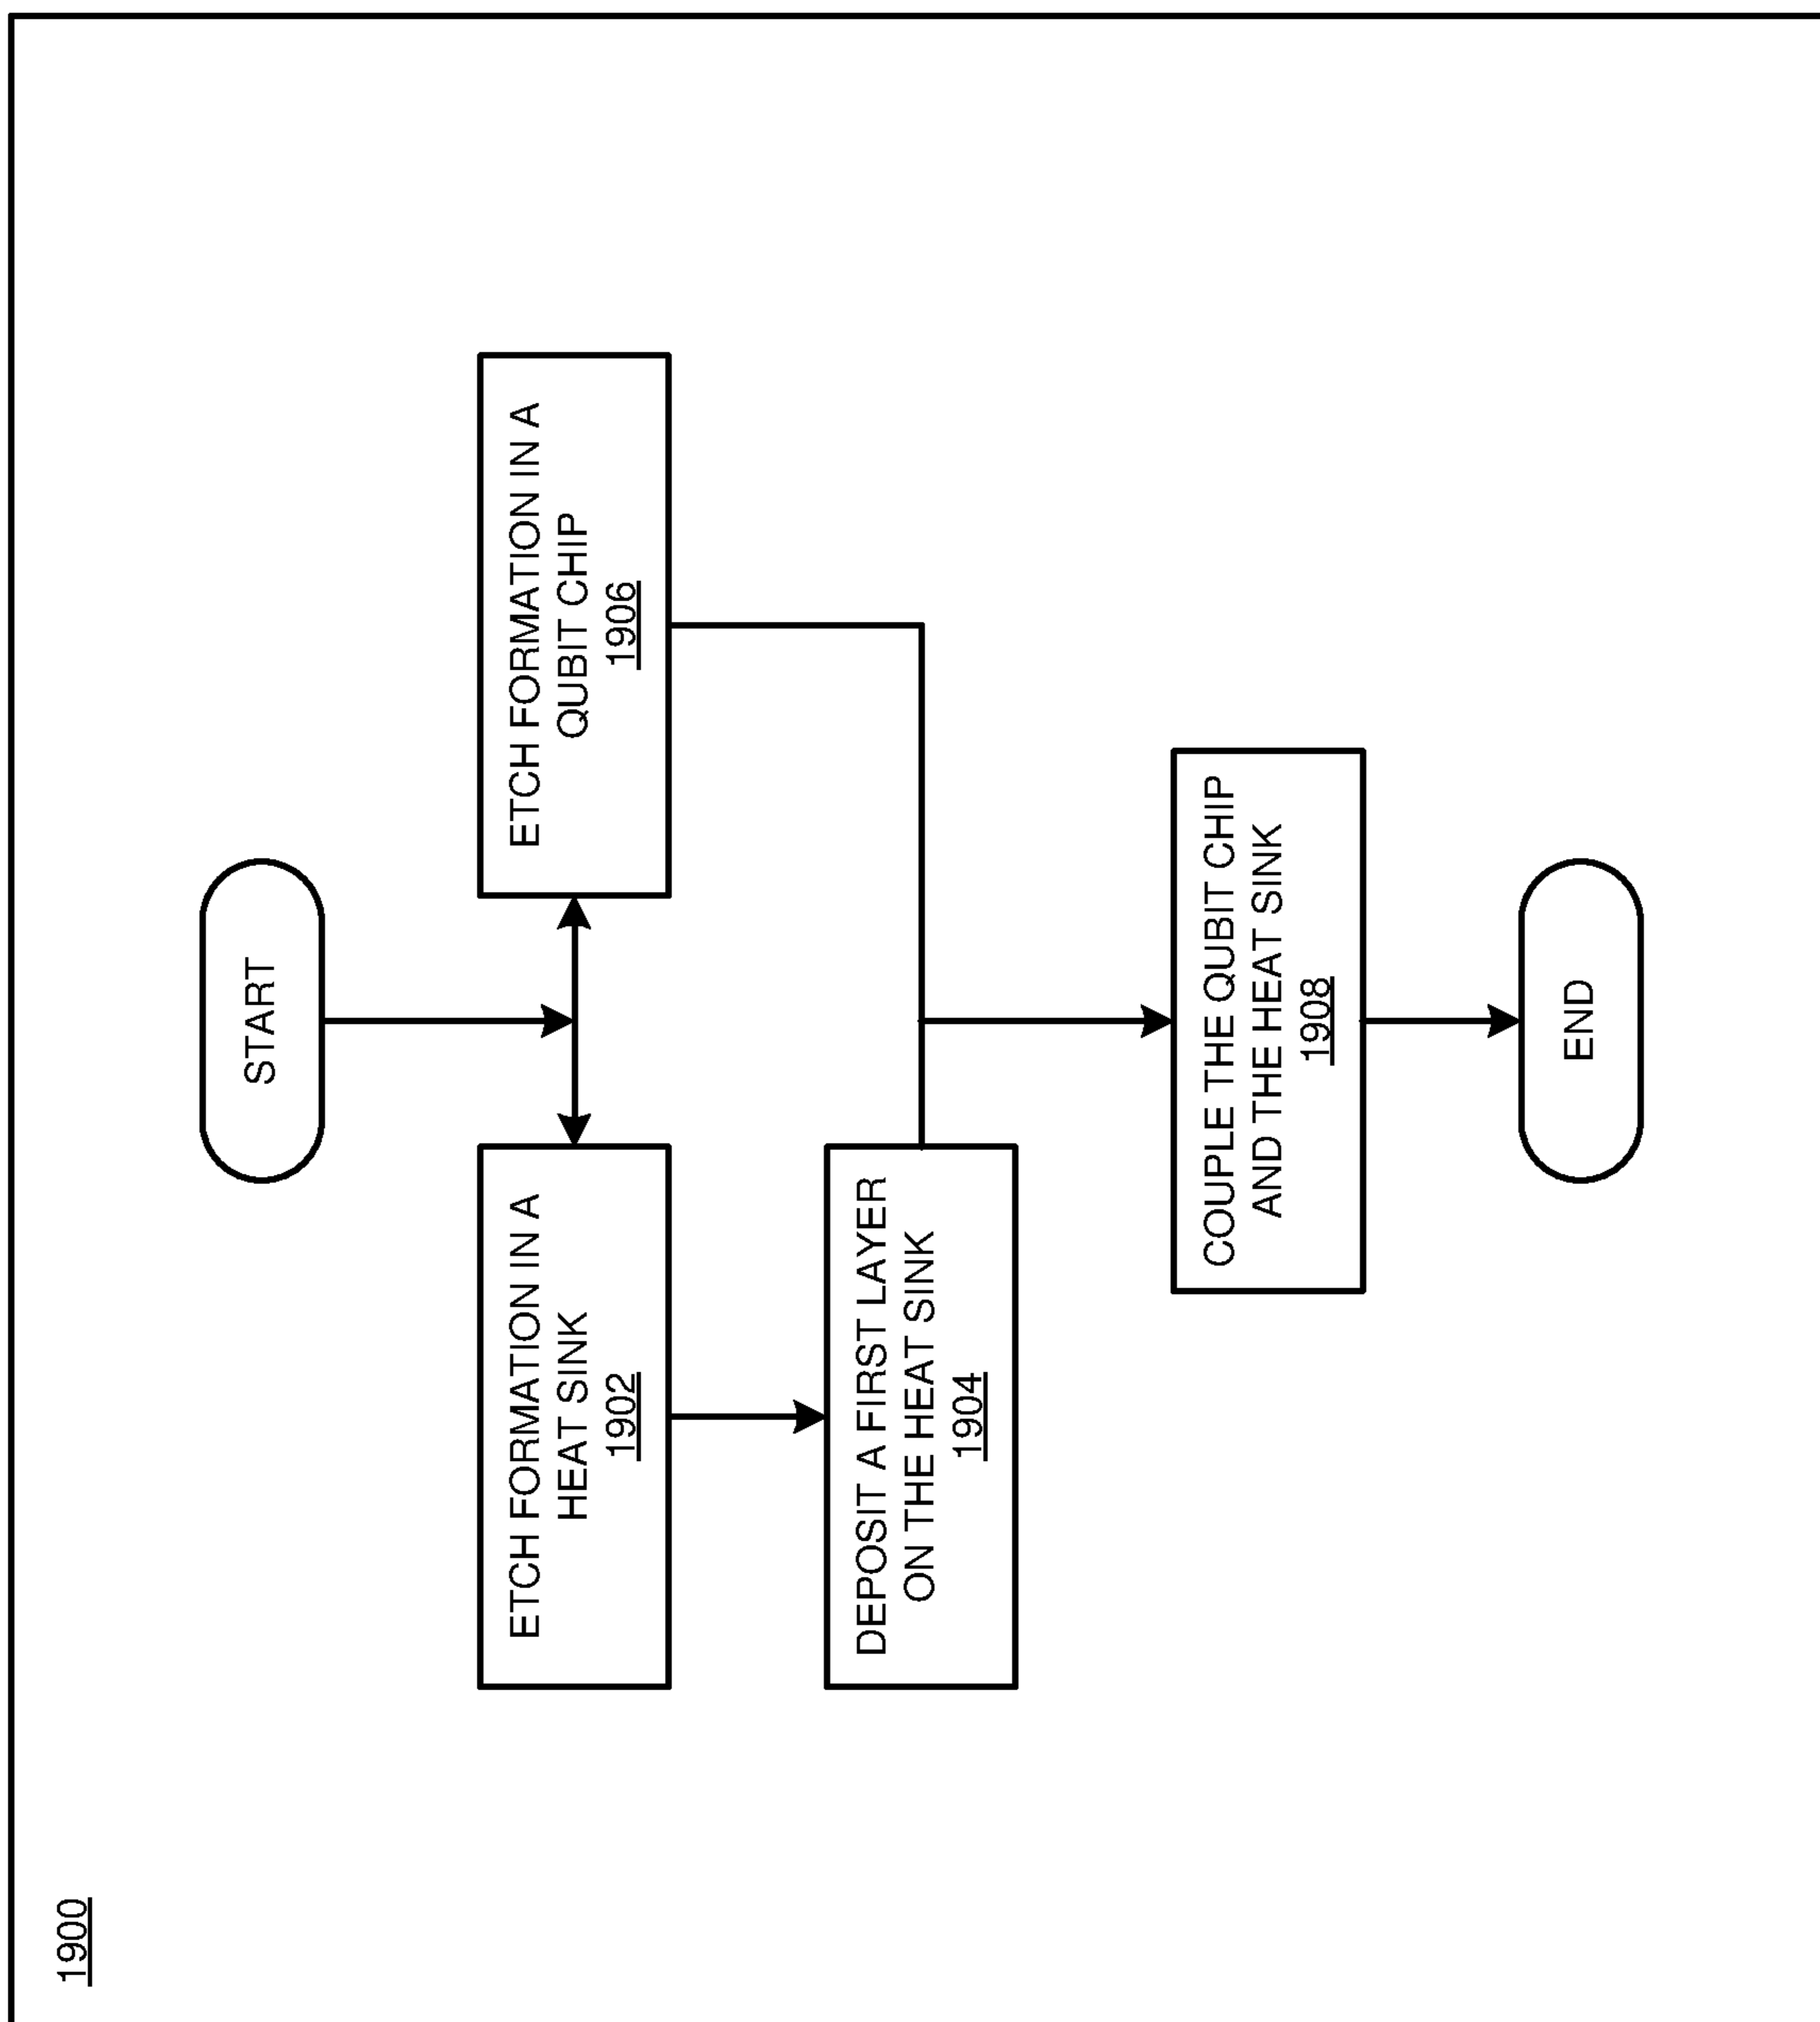 1900
START
ETCH FORMATION IN A
HEAT SINK
1902
ETCH FORMATION IN A
QUBIT CHIP
1906
DEPOSIT A FIRST LAYER
ON THE HEAT SINK
1904
COUPLE THE QUBIT CHIP
AND THE HEAT SINK
1908
END